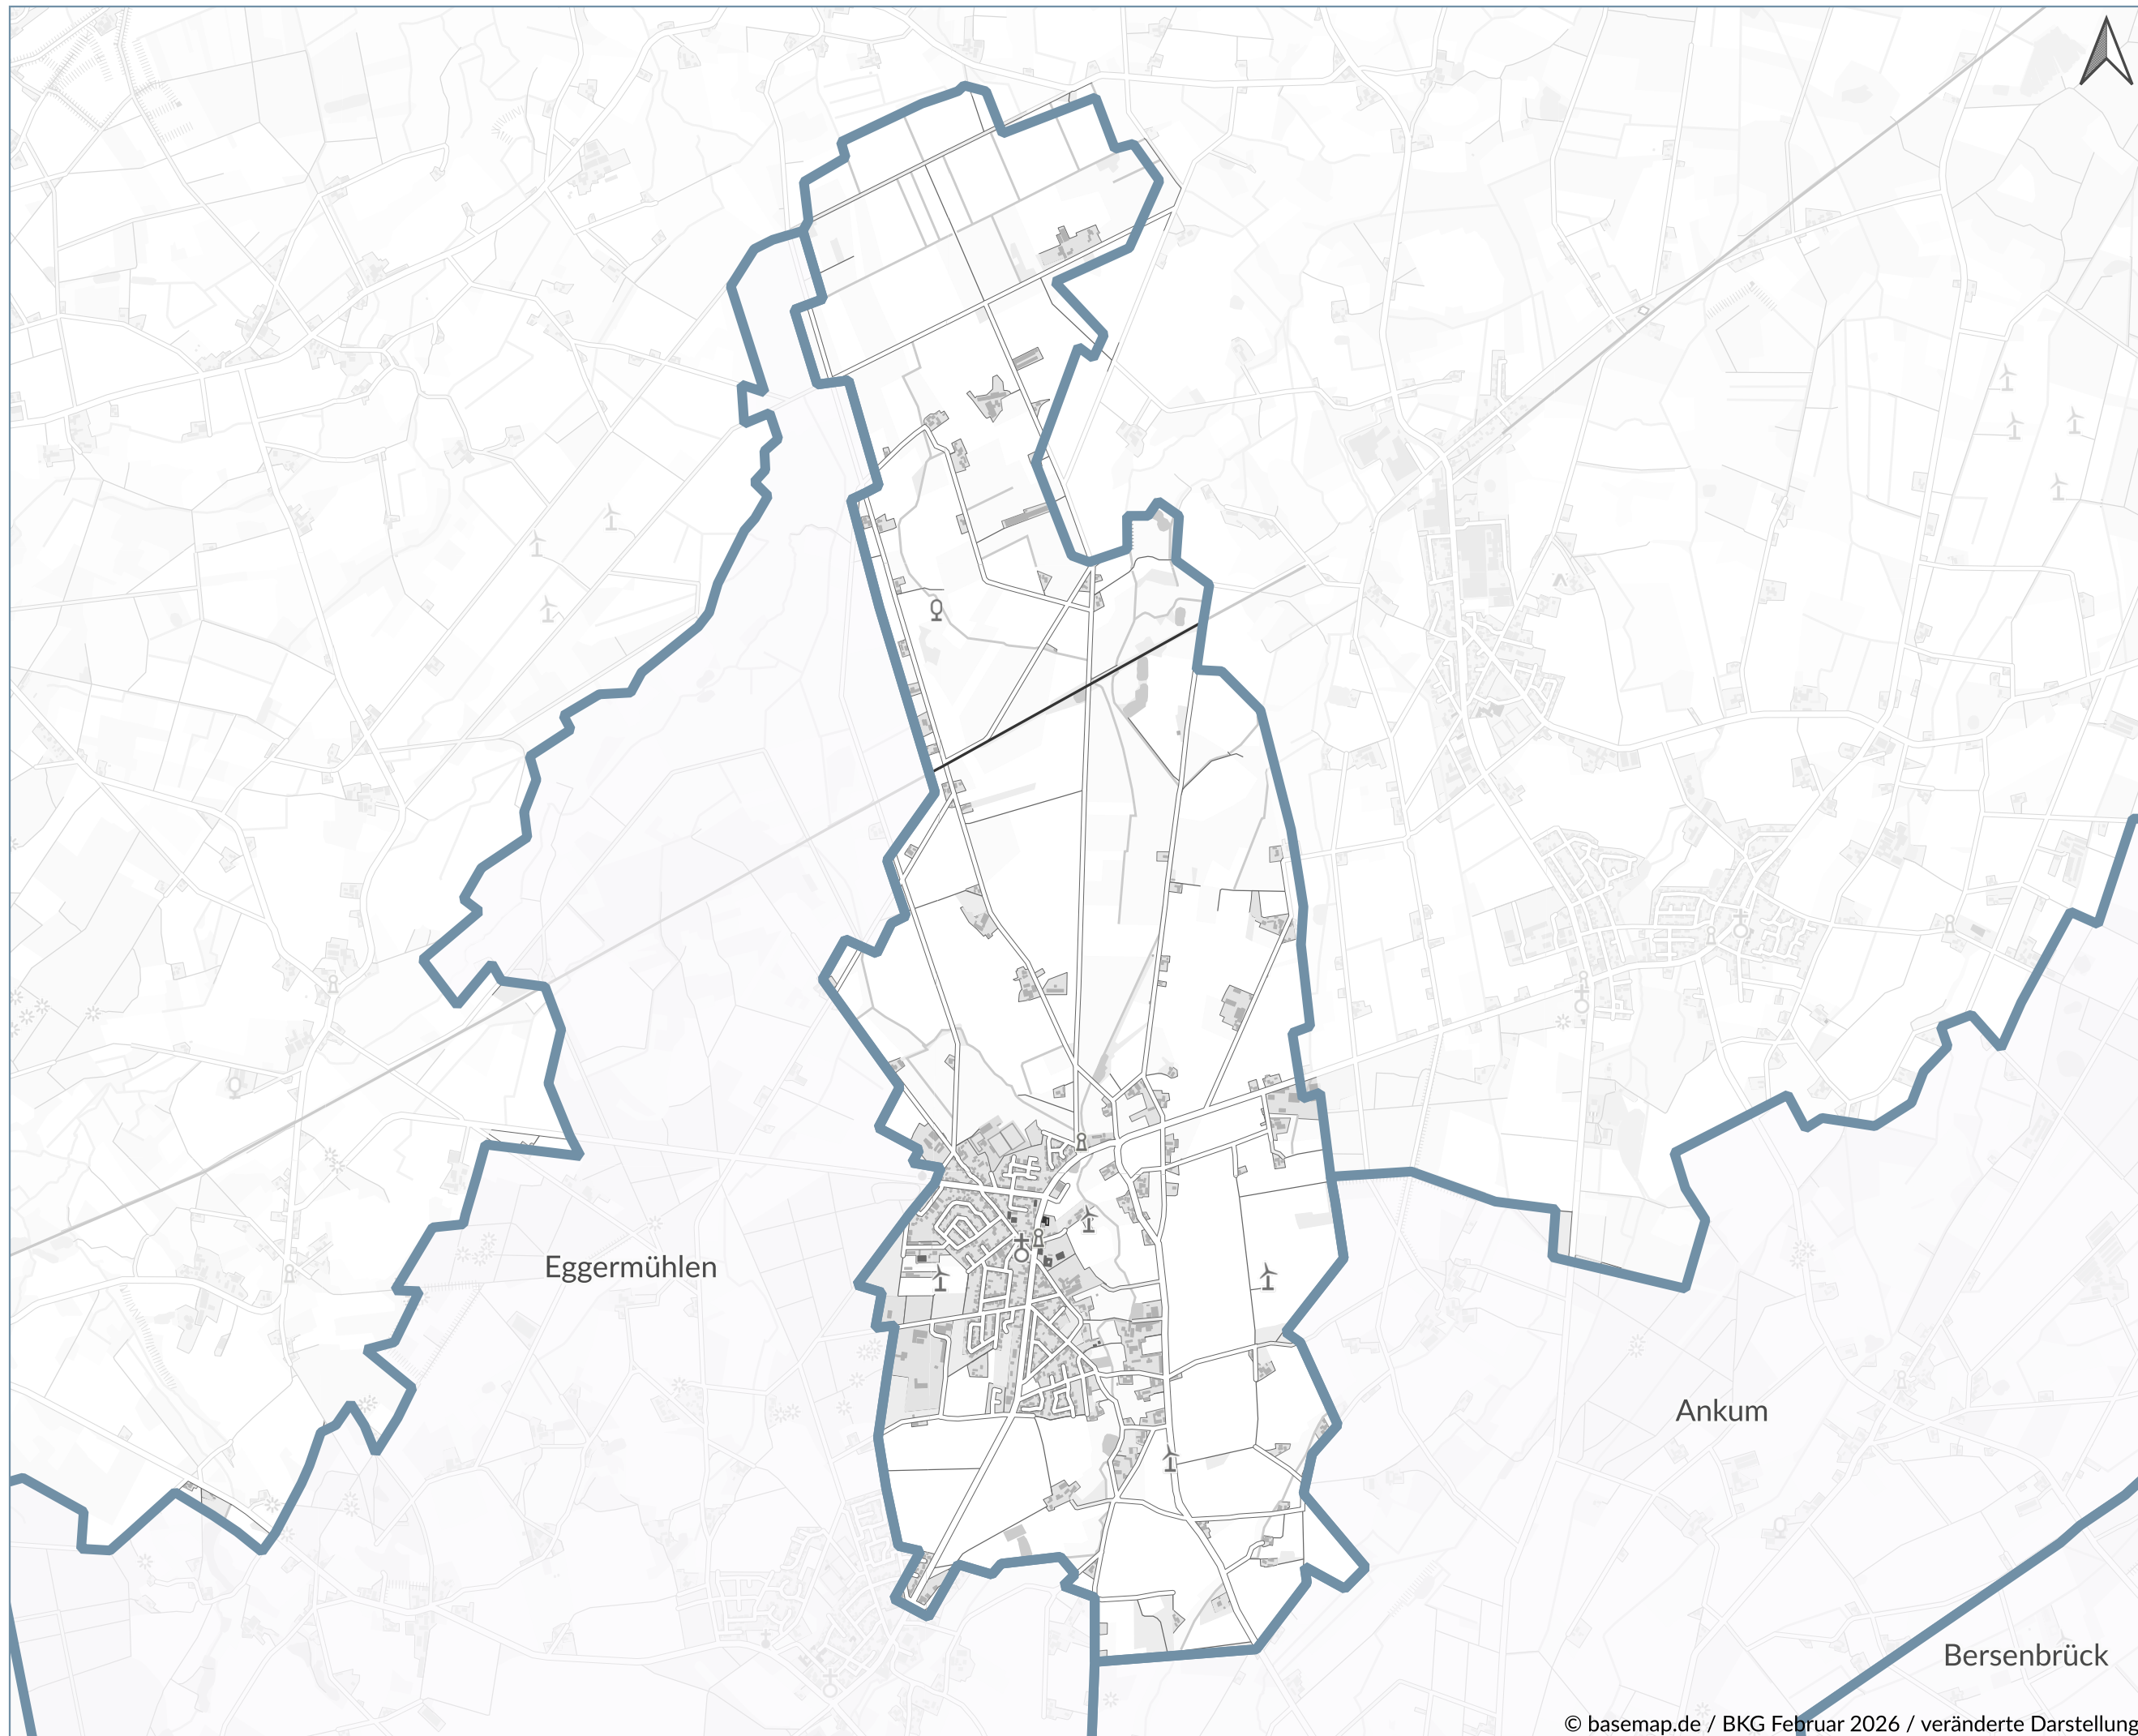 Eggermühlen
Ankum
Bersenbrück
© basemap.de / BKG Februar 2026 / veränderte Darstellung